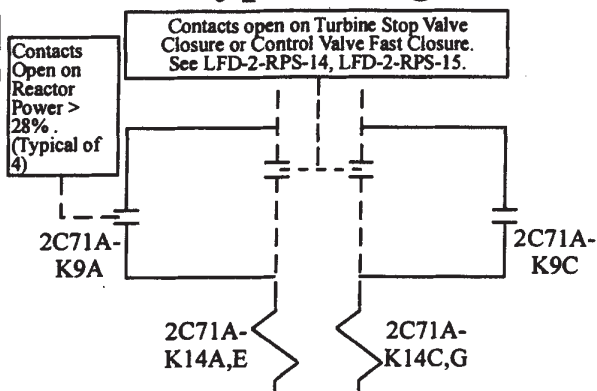 Contacts open on Turbine Stop Valve
Closure or Control Valve Fast Closure.
See LFD-2-RPS-14, LFD-2-RPS-15.
Contacts
Open on
Reactor
Power >
28% .
(Typical of
4)
2C71A-
K9A
2C71A-
K9C
2C71A-
K14A,E
2C71A-
K14C,G